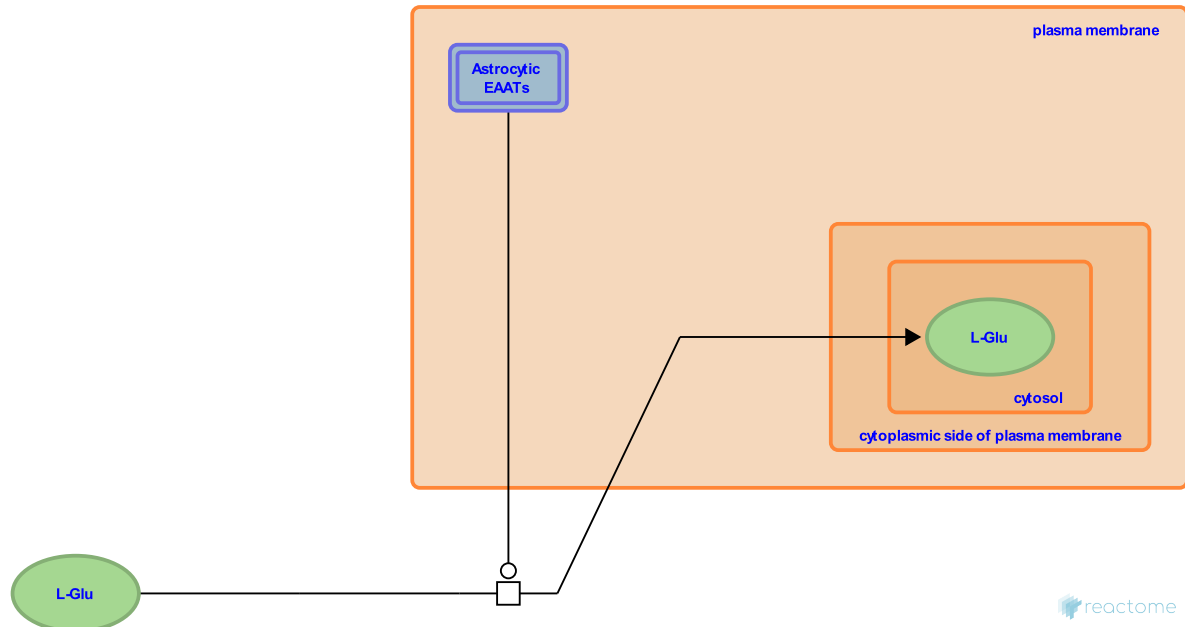 plasma membrane
Astrocytic
EAATs
L-Glu
cytosol
cytoplasmic side of plasma membrane
L-Glu
reactome